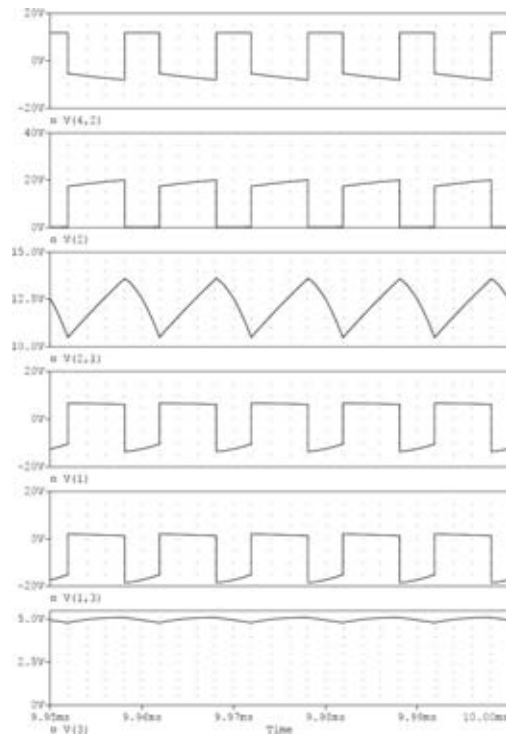 20V
0V
-20V
▫ V(4,2)
40V
20V
0V
▫ V(2)
15.0V
12.5V
10.0V
▫ V(2,1)
20V
0V
-20V
▫ V(1)
20V
0V
-20V
▫ V(1,3)
5.0V
2.5V
0V
9.95ms 9.96ms 9.97ms 9.98ms 9.99ms 10.00ms
▫ V(3) Time